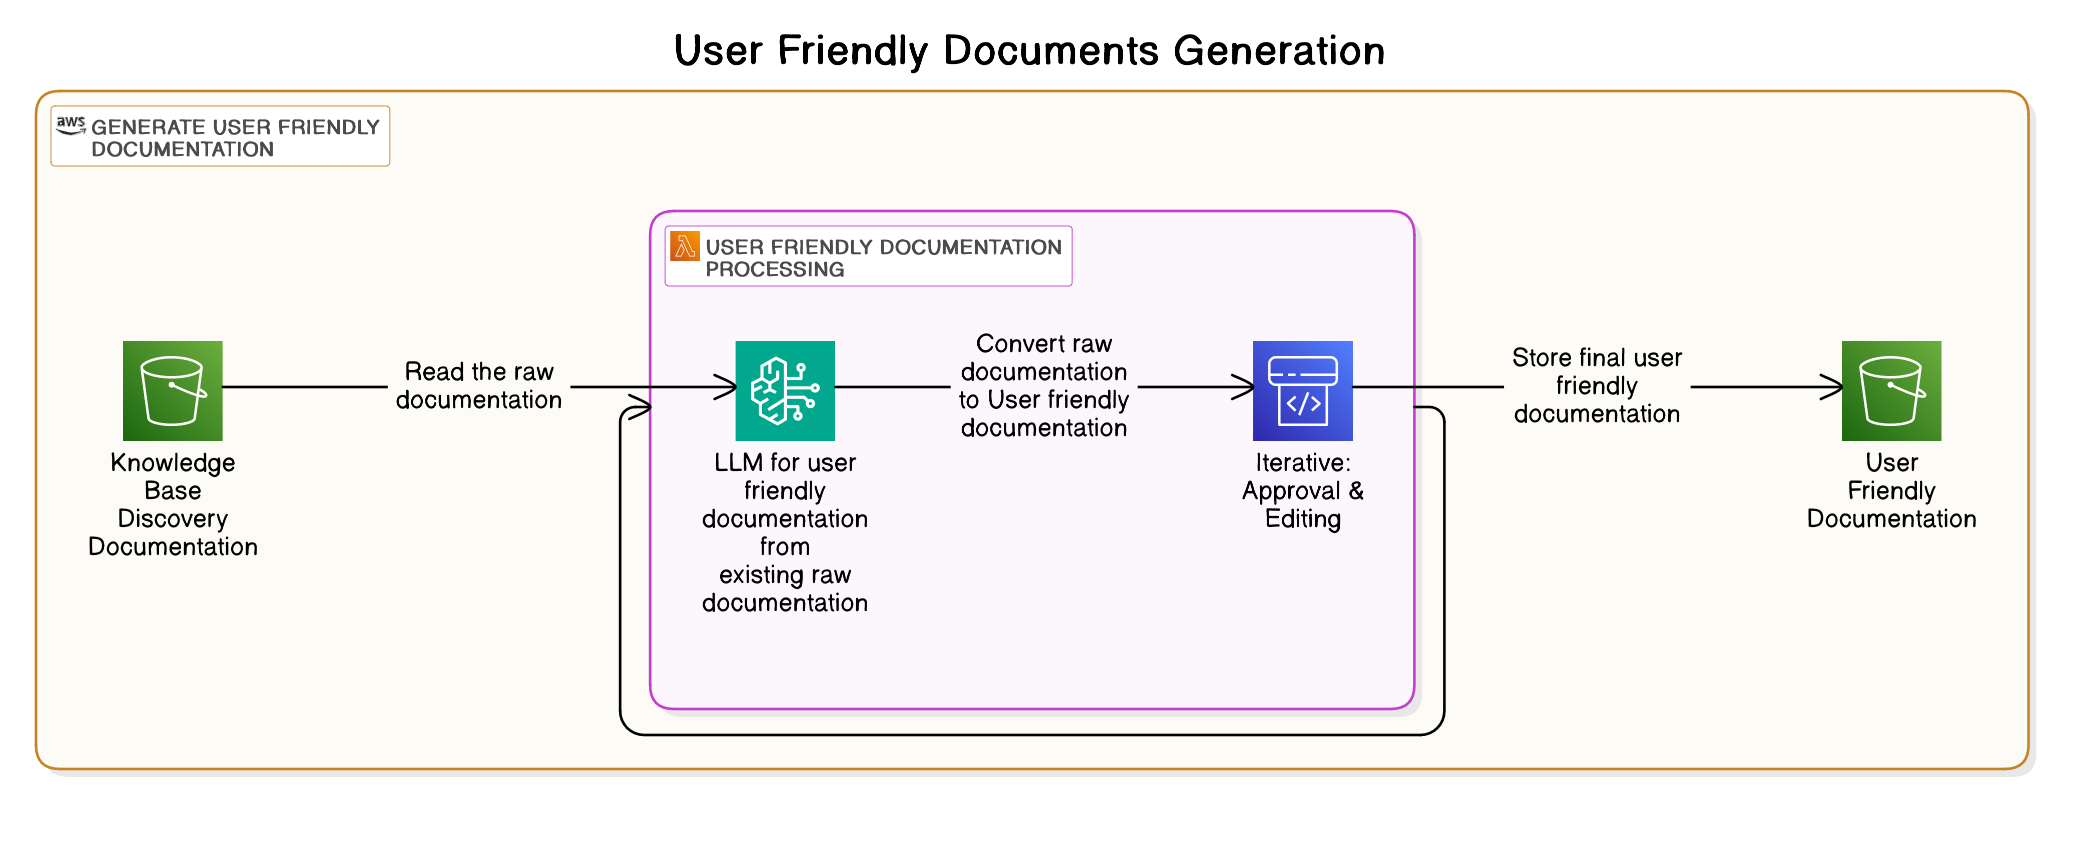 User Friendly Documents Generation
aws
GENERATE USER FRIENDLY
DOCUMENTATION
USER FRIENDLY DOCUMENTATION
PROCESSING
Knowledge
Base
Discovery
Documentation
Read the raw
documentation
LLM for user
friendly
documentation
from
existing raw
documentation
Convert raw
documentation
to User friendly
documentation
Iterative:
Approval &
Editing
Store final user
friendly
documentation
User
Friendly
Documentation